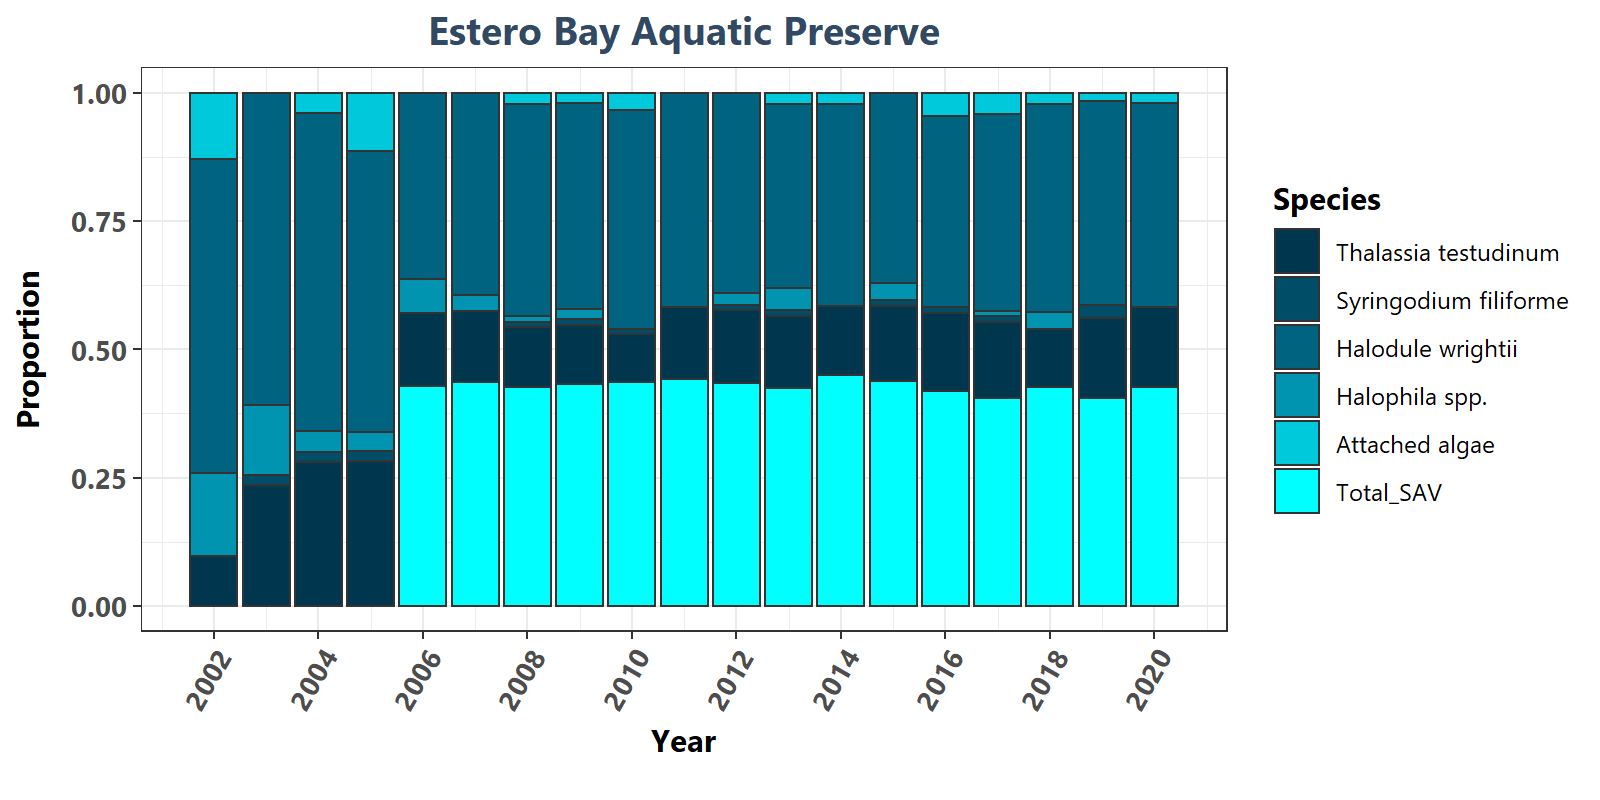 Estero Bay Aquatic Preserve
1.00
0.75
0.50
0.25
0.00
Proportion
2002
2004
2006
2008
2010
2012
2014
2016
2018
2020
Year
Species
Thalassia testudinum
Syringodium filiforme
Halodule wrightii
Halophila spp.
Attached algae
Total_SAV